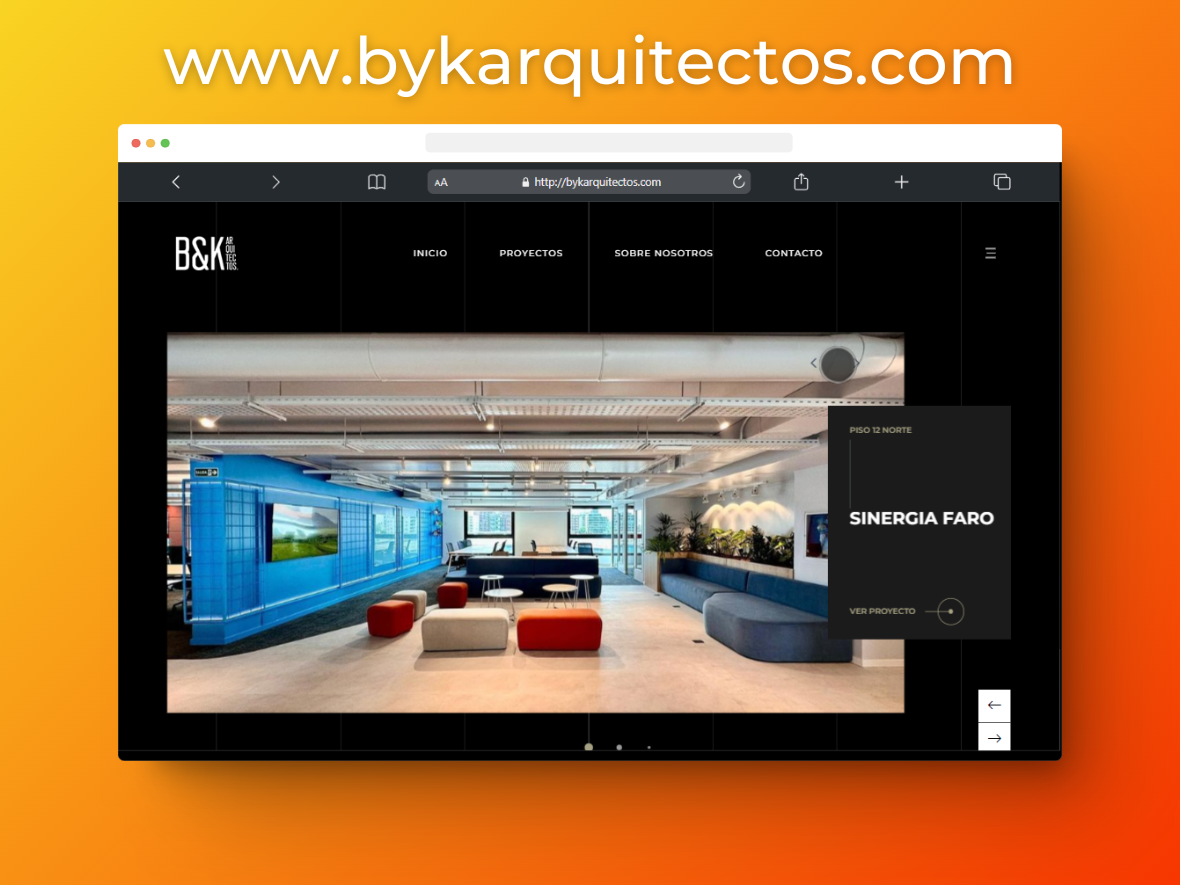 www.bykarquitectos.com
AA
http://bykarquitectos.com
B&K
AR
QUI
TEC
TOS.
INICIO PROYECTOS SOBRE NOSOTROS CONTACTO
PISO 12 NORTE
SINERGIA FARO
VER PROYECTO